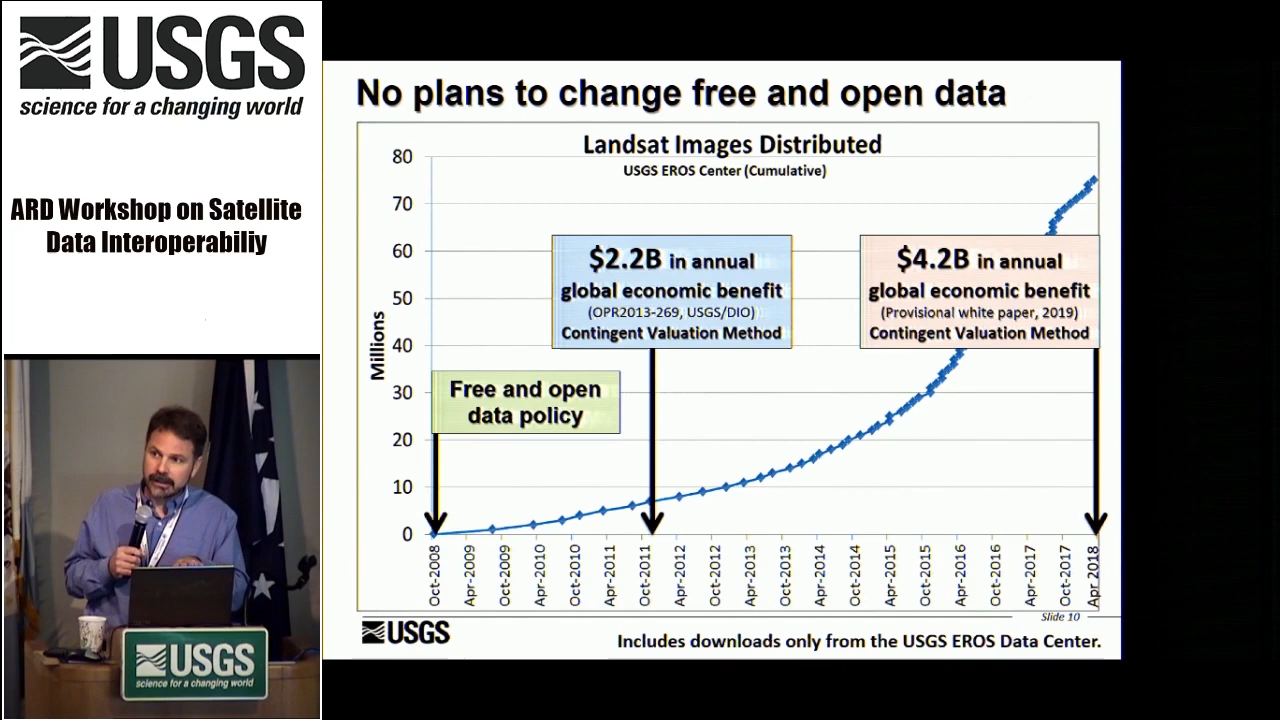 USGS
science for a changing world
ARD Workshop on Satellite
Data Interoperabiliy
USGS
science for a changing world
No plans to change free and open data
Landsat Images Distributed
USGS EROS Center (Cumulative)
Millions
80
70
60
50
40
30
20
10
0
$2.2B in annual
global economic benefit
(OPR2013-269, USGS/DIO)
Contingent Valuation Method
$4.2B in annual
global economic benefit
(Provisional white paper, 2019)
Contingent Valuation Method
Free and open
data policy
Oct-2008
Apr-2009
Oct-2009
Apr-2010
Oct-2010
Apr-2011
Oct-2011
Apr-2012
Oct-2012
Apr-2013
Oct-2013
Apr-2014
Oct-2014
Apr-2015
Oct-2015
Apr-2016
Oct-2016
Apr-2017
Oct-2017
Apr 2018
Slide 10
USGS
Includes downloads only from the USGS EROS Data Center.